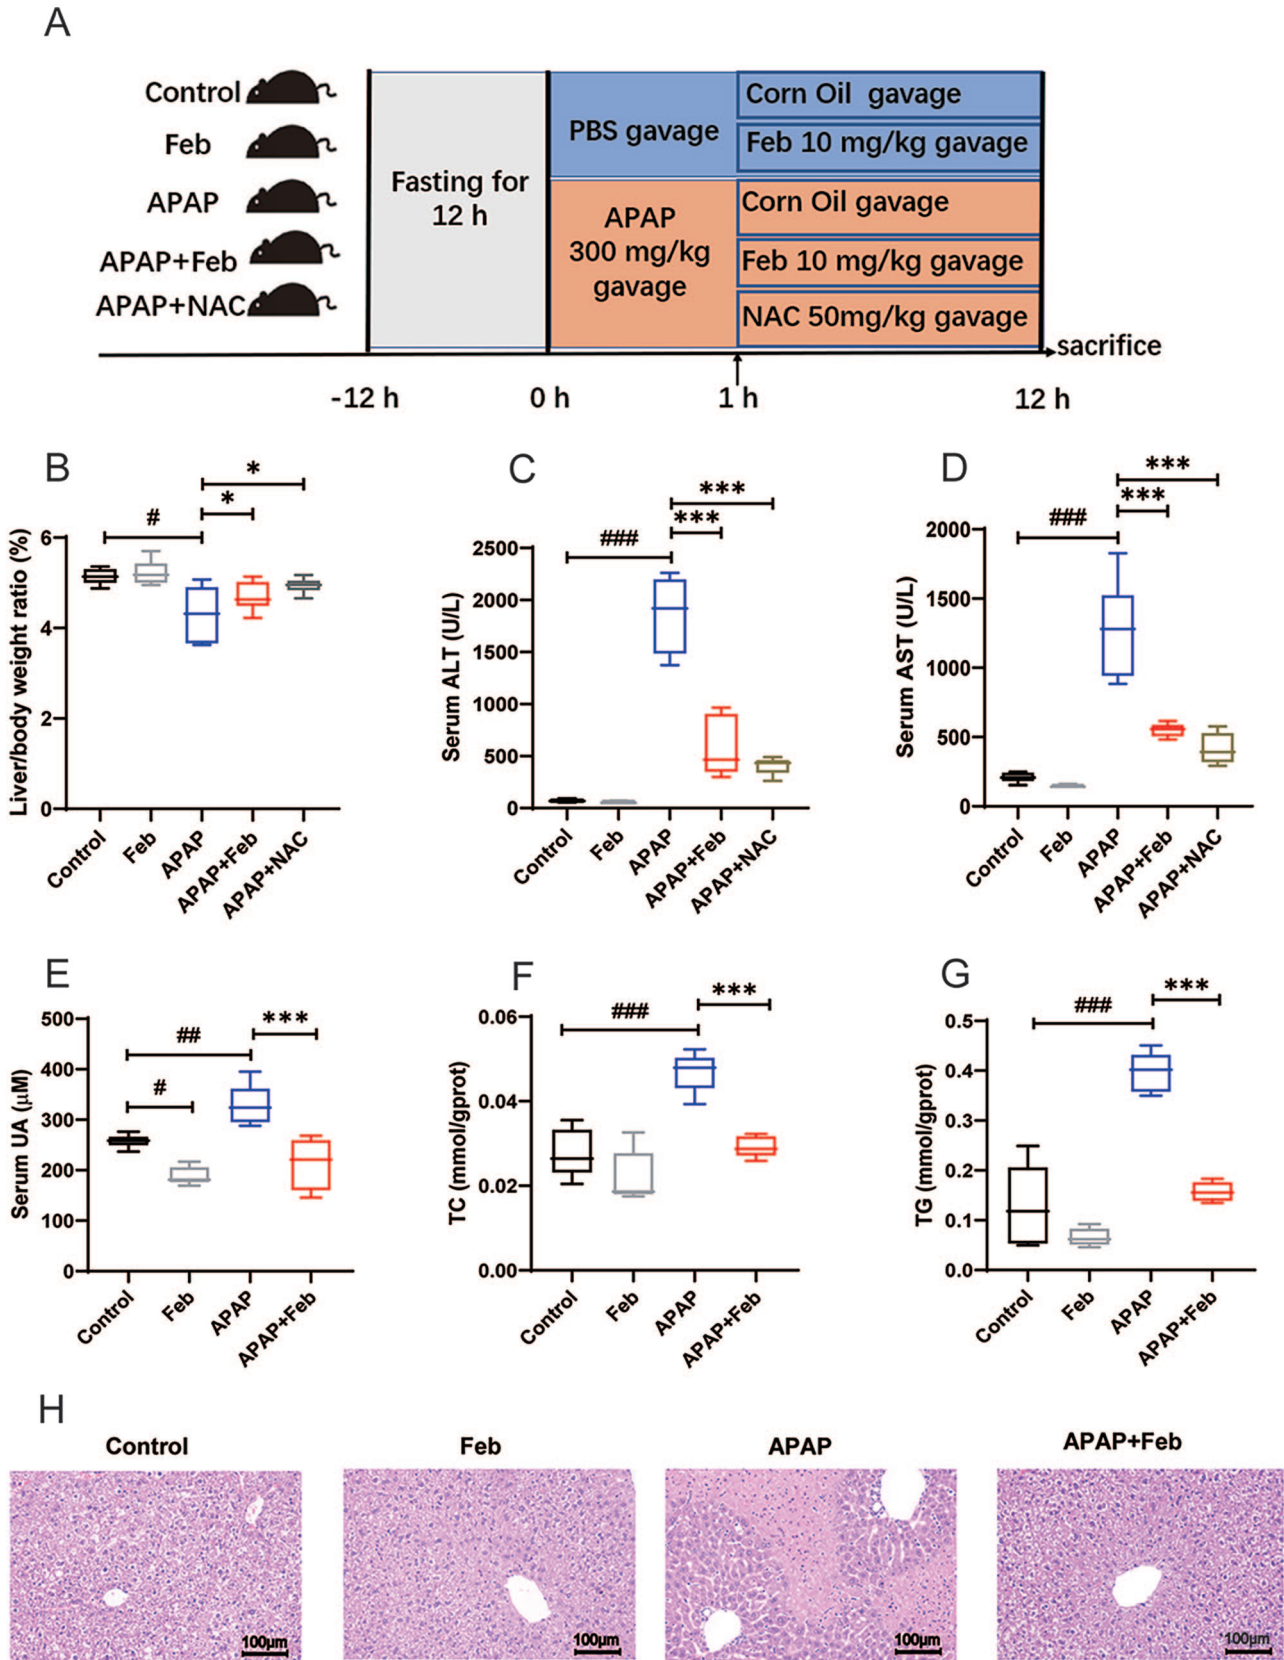 A
Control
Feb
APAP
APAP+Feb
APAP+NAC
Fasting for
12 h
PBS gavage
APAP
300 mg/kg
gavage
Corn Oil gavage
Feb 10 mg/kg gavage
Corn Oil gavage
Feb 10 mg/kg gavage
NAC 50mg/kg gavage
sacrifice
-12 h
0 h
1 h
12 h
B
*
*
#
Liver/body weight ratio (%)
6
4
2
0
Control
Feb
APAP
APAP+Feb
APAP+NAC
C
***
***
###
Serum ALT (U/L)
2500
2000
1500
1000
500
0
Control
Feb
APAP
APAP+Feb
APAP+NAC
D
***
***
###
Serum AST (U/L)
2000
1500
1000
500
0
Control
Feb
APAP
APAP+Feb
APAP+NAC
E
***
##
#
Serum UA (μM)
500
400
300
200
100
0
Control
Feb
APAP
APAP+Feb
F
***
###
TC (mmol/gprot)
0.06
0.04
0.02
0.00
Control
Feb
APAP
APAP+Feb
G
***
###
TG (mmol/gprot)
0.5
0.4
0.3
0.2
0.1
0.0
Control
Feb
APAP
APAP+Feb
H
Control
Feb
APAP
APAP+Feb
100μm
100μm
100μm
100μm